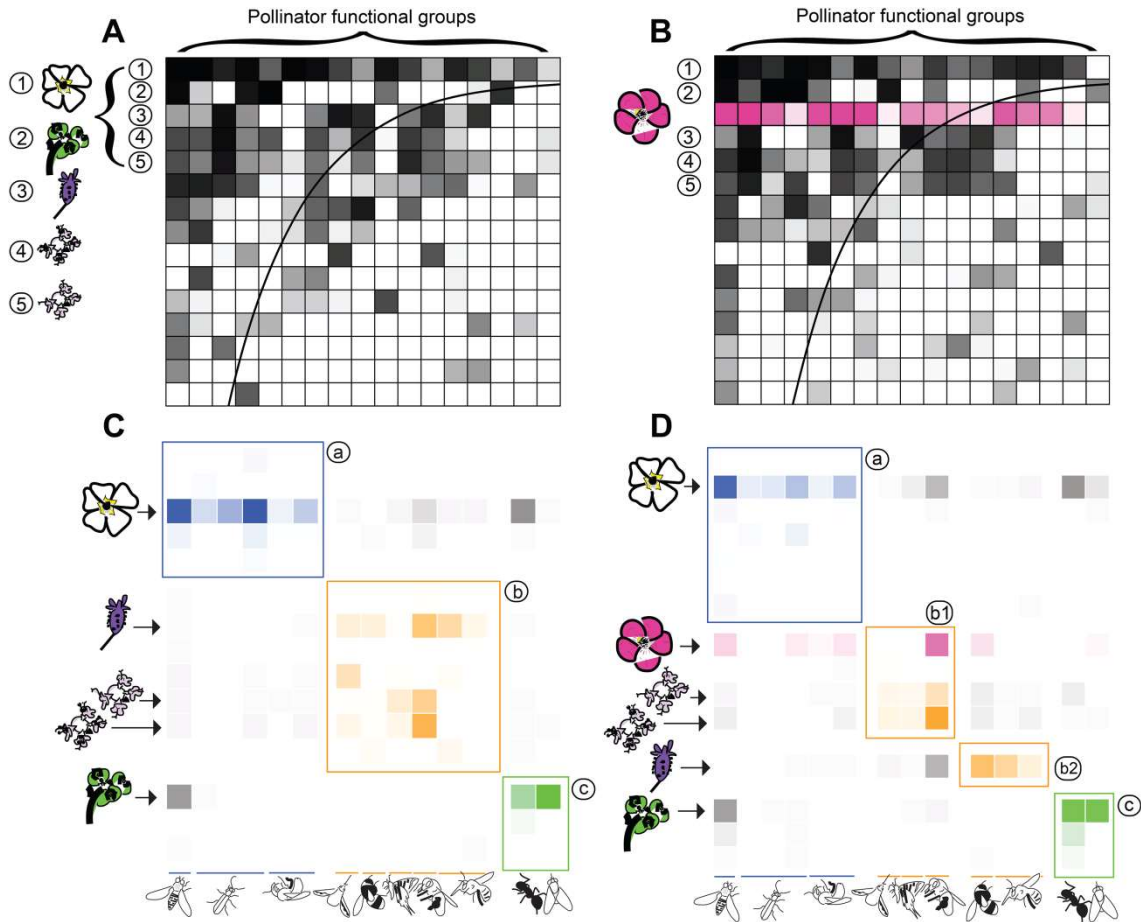 Pollinator functional groups
A
①
②
③
④
⑤
①
②
③
④
⑤
Pollinator functional groups
B
①
②
③
④
⑤
C
a
b
c
D
a
b1
b2
c